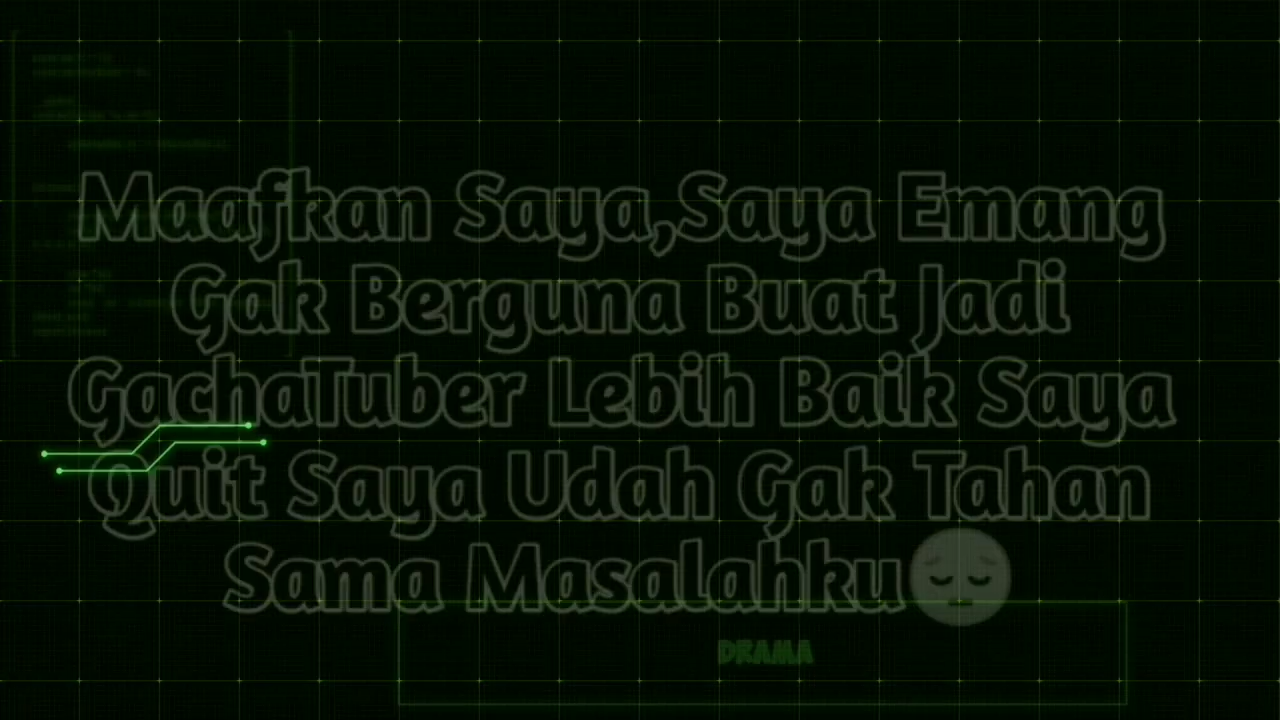 Maafkan Saya,Saya Emang
Gak Berguna Buat Jadi
GachaTuber Lebih Baik Saya
Quit Saya Udah Gak Tahan
Sama Masalahku😔
DRAMA